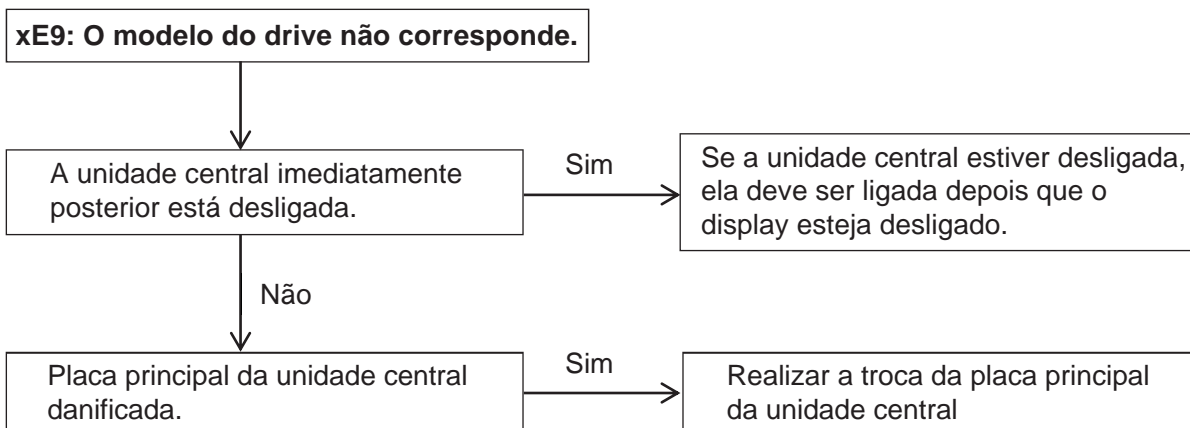 xE9: O modelo do drive não corresponde.
A unidade central imediatamente
posterior está desligada.
Sim
Se a unidade central estiver desligada,
ela deve ser ligada depois que o
display esteja desligado.
Não
Placa principal da unidade central
danificada.
Sim
Realizar a troca da placa principal
da unidade central